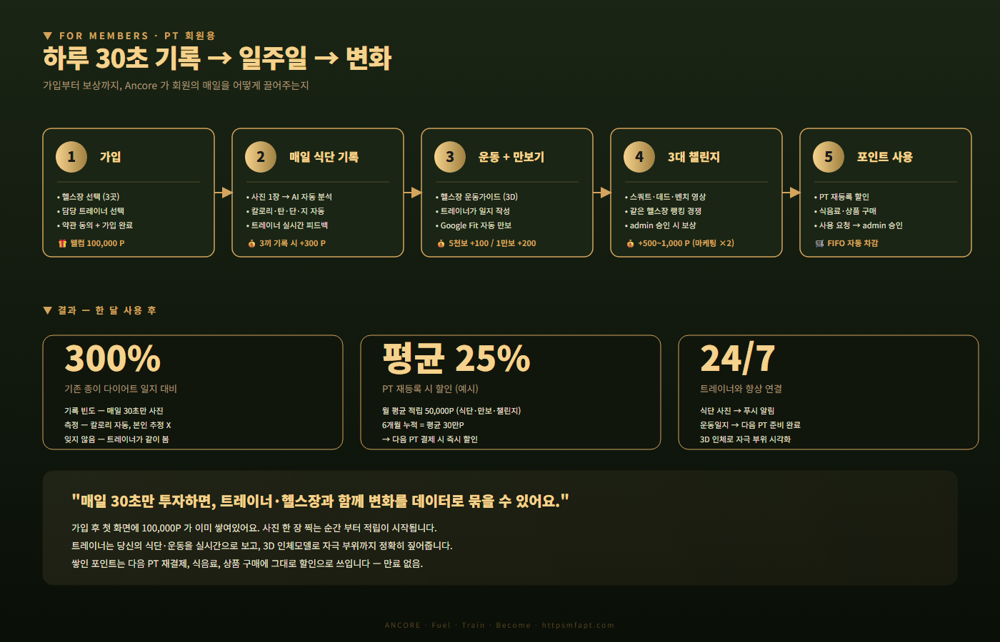 ▼ FOR MEMBERS · PT 회원용
하루 30초 기록 → 일주일 → 변화
가입부터 보상까지, Ancore 가 회원의 매일을 어떻게 끌어주는지
1 가입
• 헬스장 선택 (3곳)
• 담당 트레이너 선택
• 약관 동의 + 가입 완료
🎁 웰컴 100,000 P
2 매일 식단 기록
• 사진 1장 → AI 자동 분석
• 칼로리·탄·단·지 자동
• 트레이너 실시간 피드백
💰 3끼 기록 시 +300 P
3 운동 + 만보기
• 헬스장 운동가이드 (3D)
• 트레이너가 일지 작성
• Google Fit 자동 만보
💰 5천보 +100 / 1만보 +200
4 3대 챌린지
• 스쿼트·데드·벤치 영상
• 같은 헬스장 랭킹 경쟁
• admin 승인 시 보상
💰 +500~1,000 P (마케팅 ×2)
5 포인트 사용
• PT 재등록 할인
• 식음료·상품 구매
• 사용 요청 → admin 승인
🛒 FIFO 자동 차감
▼ 결과 — 한 달 사용 후
300%
기존 종이 다이어트 일지 대비
기록 빈도 — 매일 30초만 사진
측정 — 칼로리 자동, 본인 추정 X
잊지 않음 — 트레이너가 같이 봄
평균 25%
PT 재등록 시 할인 (예시)
월 평균 적립 50,000P (식단·만보·챌린지)
6개월 누적 = 평균 30만P
→ 다음 PT 결제 시 즉시 할인
24/7
트레이너와 항상 연결
식단 사진 → 푸시 알림
운동일지 → 다음 PT 준비 완료
3D 인체로 자극 부위 시각화
"매일 30초만 투자하면, 트레이너·헬스장과 함께 변화를 데이터로 묶을 수 있어요."
가입 후 첫 화면에 100,000P 가 이미 쌓여있어요. 사진 한 장 찍는 순간 부터 적립이 시작됩니다.
트레이너는 당신의 식단·운동을 실시간으로 보고, 3D 인체모델로 자극 부위까지 정확히 짚어줍니다.
쌓인 포인트는 다음 PT 재결제, 식음료, 상품 구매에 그대로 할인으로 쓰입니다 — 만료 없음.
ANCORE · Fuel · Train · Become · httpsmfapt.com